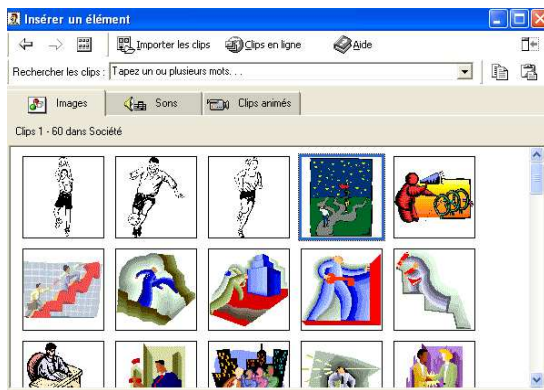 Insérer un élément
Importer les clips Clips en ligne Aide
Rechercher les clips : Tapez un ou plusieurs mots. . .
Images Sons Clips animés
Clips 1 - 60 dans Société